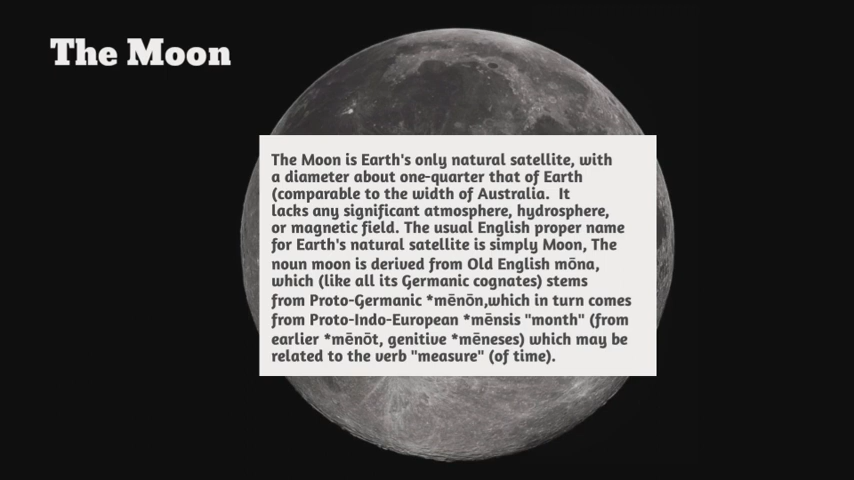 The Moon
The Moon is Earth's only natural satellite, with
a diameter about one-quarter that of Earth
(comparable to the width of Australia.  It
lacks any significant atmosphere, hydrosphere,
or magnetic field. The usual English proper name
for Earth's natural satellite is simply Moon, The
noun moon is derived from Old English mōna,
which (like all its Germanic cognates) stems
from Proto-Germanic *mēnōn,which in turn comes
from Proto-Indo-European *mēnsis "month" (from
earlier *mēnōt, genitive *mēneses) which may be
related to the verb "measure" (of time).